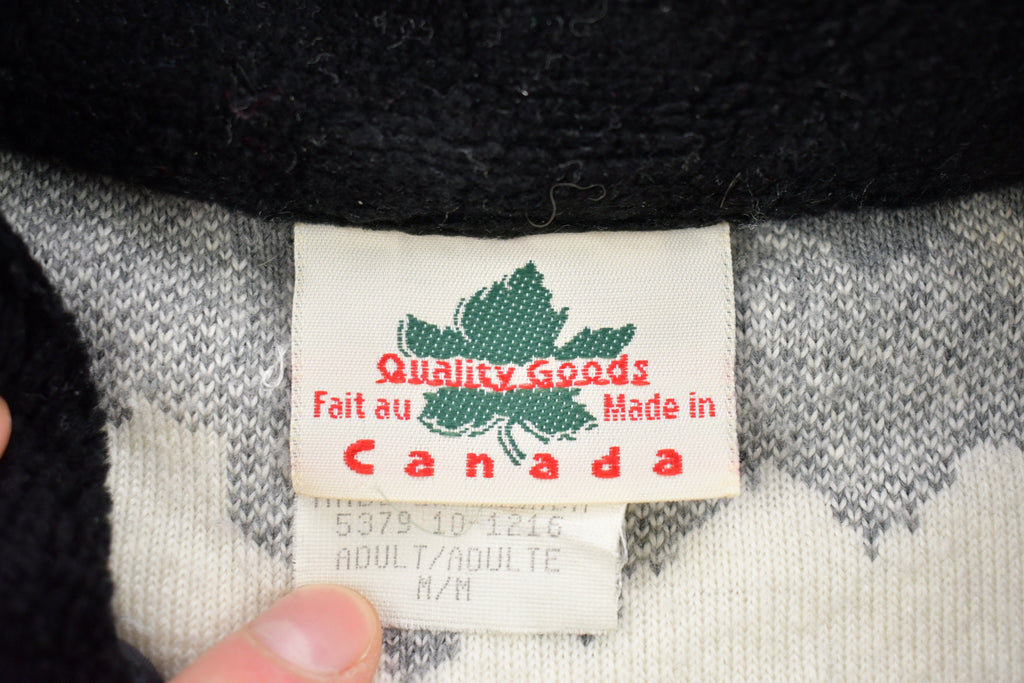 Quality Goods
Fait au Made in
Canada
5379 10-1216
ADULT/ADULTE
M/M